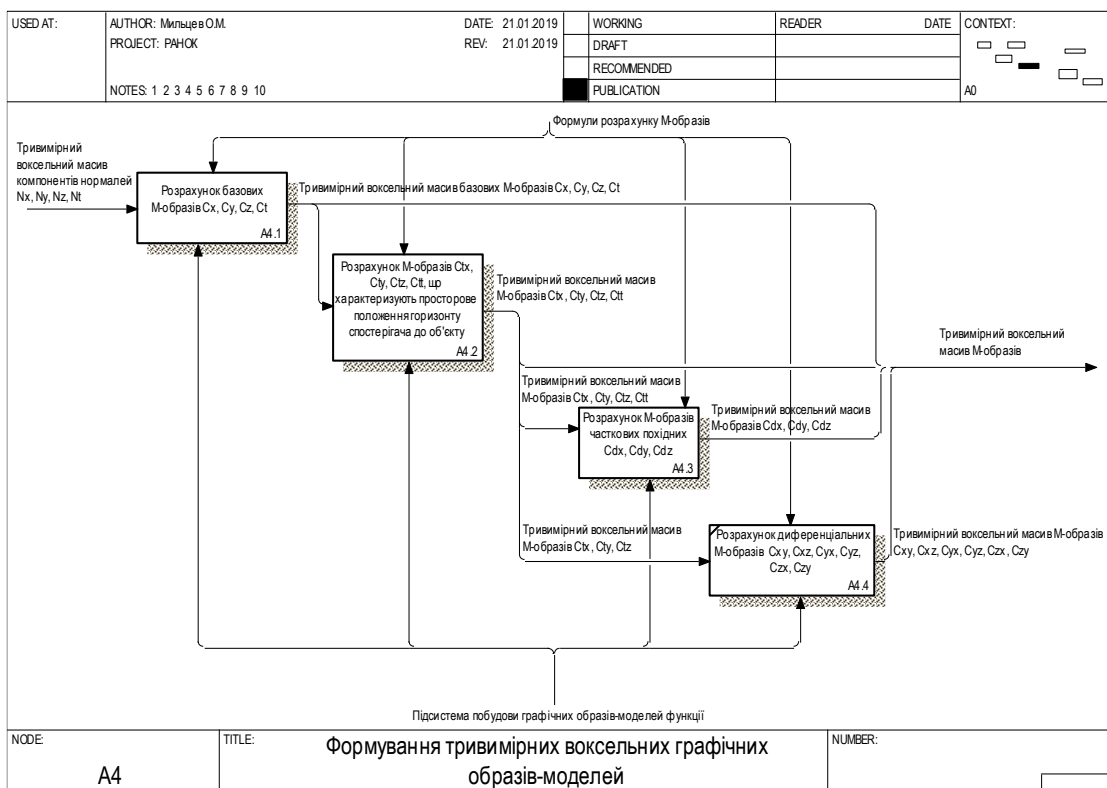 USED AT:
AUTHOR: Мильцев О.М.
DATE: 21.01.2019
PROJECT: РАНОК
REV: 21.01.2019
NOTES: 1 2 3 4 5 6 7 8 9 10
WORKING
DRAFT
RECOMMENDED
PUBLICATION
READER
DATE
CONTEXT:
A0
Формули розрахунку М-образів
Тривимірний
воксельний масив
компонентів нормалей
Nx, Ny, Nz, Nt
Розрахунок базових
М-образів Cx, Cy, Cz, Ct
A4.1
Тривимірний воксельний масив базових М-образів Cx, Cy, Cz, Ct
Розрахунок М-образів Ctx,
Cty, Ctz, Ctt, що
характеризують просторове
положення горизонту
спостерігача до об'єкту
A4.2
Тривимірний воксельний масив
М-образів Ctx, Cty, Ctz, Ctt
Тривимірний воксельний
масив М-образів
Тривимірний воксельний масив
М-образів Ctx, Cty, Ctz, Ctt
Розрахунок М-образів
часткових похідних
Cdx, Cdy, Cdz
A4.3
Тривимірний воксельний масив
М-образів Cdx, Cdy, Cdz
Тривимірний воксельний масив
М-образів Ctx, Cty, Ctz
Розрахунок диференціальних
М-образів Cxy, Cxz, Cyx, Cyz,
Czx, Czy
A4.4
Тривимірний воксельний масив М-образів
Cxy, Cxz, Cyx, Cyz, Czx, Czy
Підсистема побудови графічних образів-моделей функції
NODE:
A4
TITLE:
Формування тривимірних воксельних графічних
образів-моделей
NUMBER: